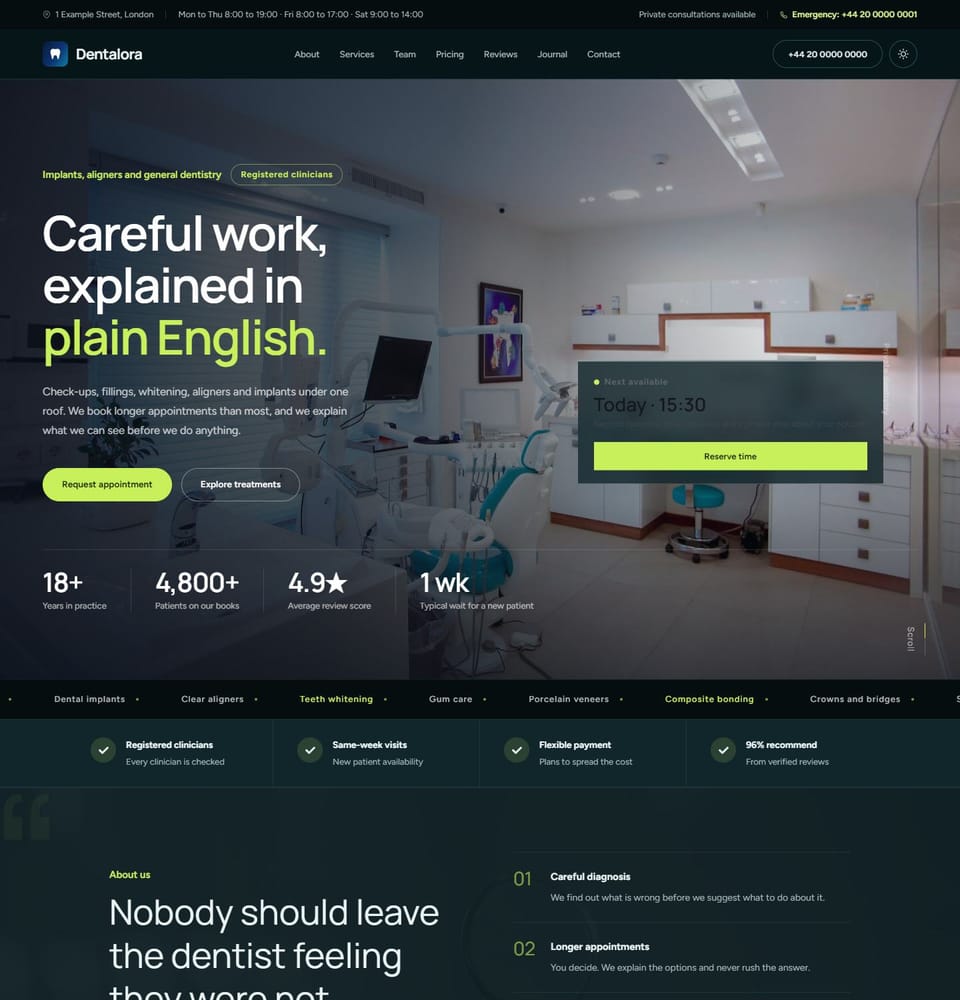 1 Example Street, London
Mon to Thu 8:00 to 19:00 · Fri 8:00 to 17:00 · Sat 9:00 to 14:00
Private consultations available
Emergency: +44 20 0000 0001
Dentalora
About
Services
Team
Pricing
Reviews
Journal
Contact
+44 20 0000 0000
Implants, aligners and general dentistry
Registered clinicians
Careful work,
explained in
plain English.
Check-ups, fillings, whitening, aligners and implants under one
roof. We book longer appointments than most, and we explain
what we can see before we do anything.
Request appointment
Explore treatments
Next available
Today · 15:30
Reserve time
18+
Years in practice
4,800+
Patients on our books
4.9★
Average review score
1 wk
Typical wait for a new patient
Scroll
Dental implants
Clear aligners
Teeth whitening
Gum care
Porcelain veneers
Composite bonding
Crowns and bridges
Registered clinicians
Every clinician is checked
Same-week visits
New patient availability
Flexible payment
Plans to spread the cost
96% recommend
From verified reviews
About us
Nobody should leave
the dentist feeling
they were not
01
Careful diagnosis
We find out what is wrong before we suggest what to do about it.
02
Longer appointments
You decide. We explain the options and never rush the answer.